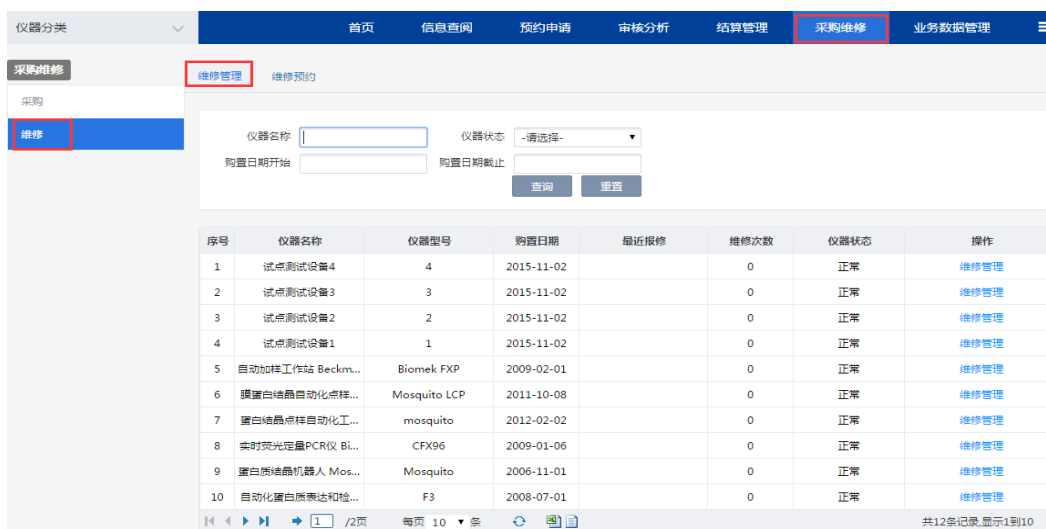 仪器分类 首页 信息查阅 预约申请 审核分析 结算管理 采购维修 业务数据管理
采购维修
采购
维修
维修管理 维修预约
仪器名称 仪器状态 -请选择-
购置日期开始 购置日期截止
查询 重置
序号 仪器名称 仪器型号 购置日期 最近报修 维修次数 仪器状态 操作
1 试点测试设备4 4 2015-11-02 0 正常 维修管理
2 试点测试设备3 3 2015-11-02 0 正常 维修管理
3 试点测试设备2 2 2015-11-02 0 正常 维修管理
4 试点测试设备1 1 2015-11-02 0 正常 维修管理
5 自动加样工作站 Beckm... Biomek FXP 2009-02-01 0 正常 维修管理
6 膜蛋白结晶自动化点样... Mosquito LCP 2011-10-08 0 正常 维修管理
7 蛋白结晶点样自动化工... mosquito 2012-02-02 0 正常 维修管理
8 实时荧光定量PCR仪 Bi... CFX96 2009-01-06 0 正常 维修管理
9 蛋白质结晶机器人 Mos... Mosquito 2006-11-01 0 正常 维修管理
10 自动化蛋白质表达和检... F3 2008-07-01 0 正常 维修管理
1 /2页 每页 10 条 共12条记录,显示1到10